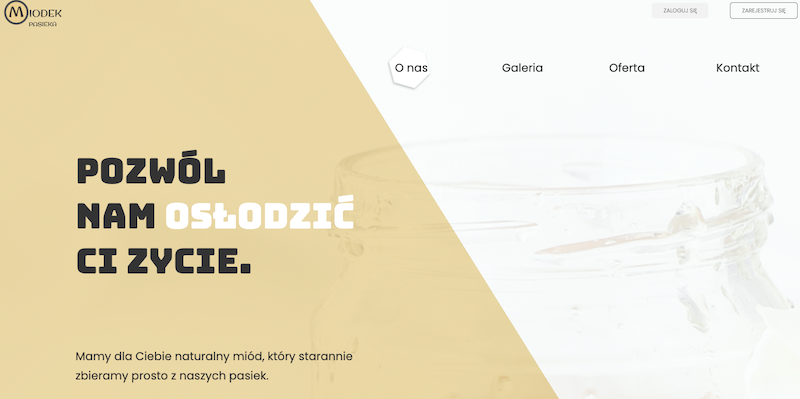 MIODEK
PASIEKA
ZALOGUJ SIĘ
ZAREJESTRUJ SIĘ
O nas
Galeria
Oferta
Kontakt
POZWÓL
NAM OSŁODZIĆ
CI ZYCIE.
Mamy dla Ciebie naturalny miód, który starannie
zbieramy prosto z naszych pasiek.